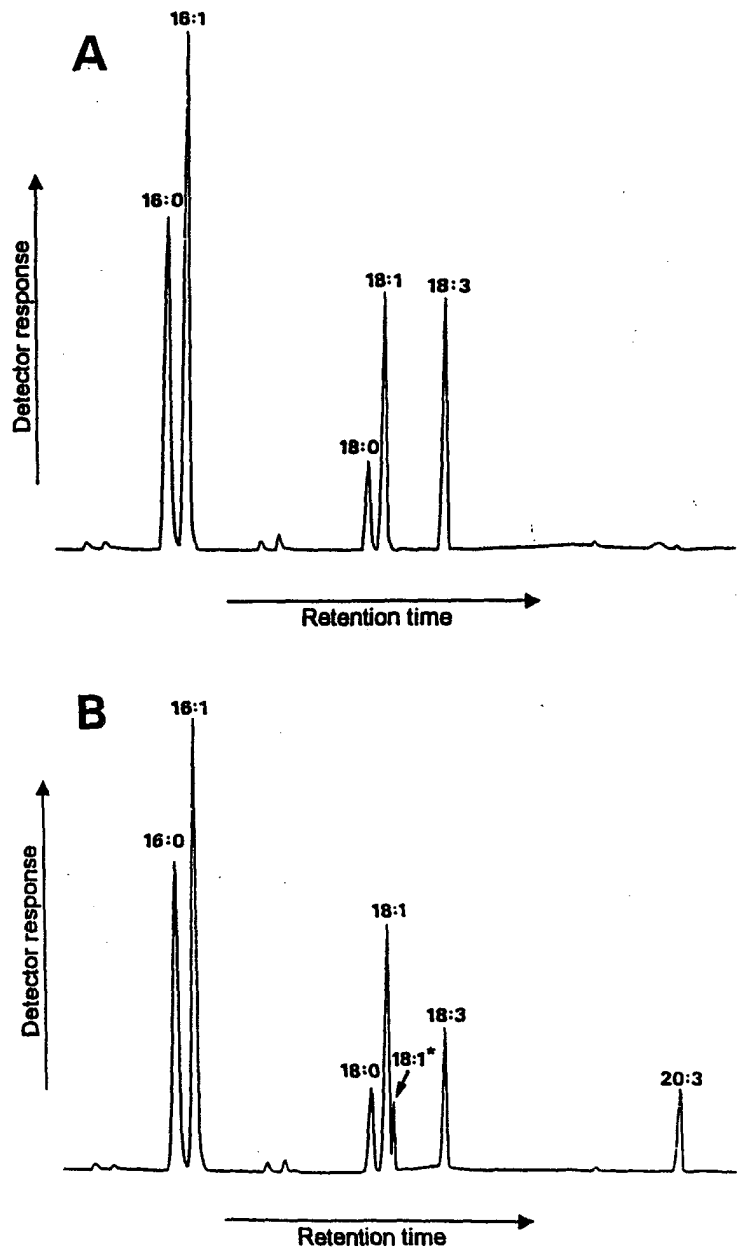 A
16:1
16:0
18:1
18:3
18:0
Detector response
Retention time
B
16:1
16:0
18:1
18:3
18:0
18:1*
20:3
Detector response
Retention time